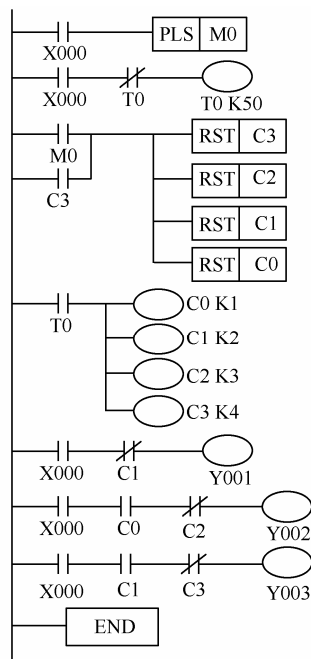 PLS M0
X000
X000 T0 T0 K50
RST C3
M0
RST C2
C3
RST C1
RST C0
C0 K1
T0
C1 K2
C2 K3
C3 K4
X000 C1 Y001
X000 C0 C2 Y002
X000 C1 C3 Y003
END